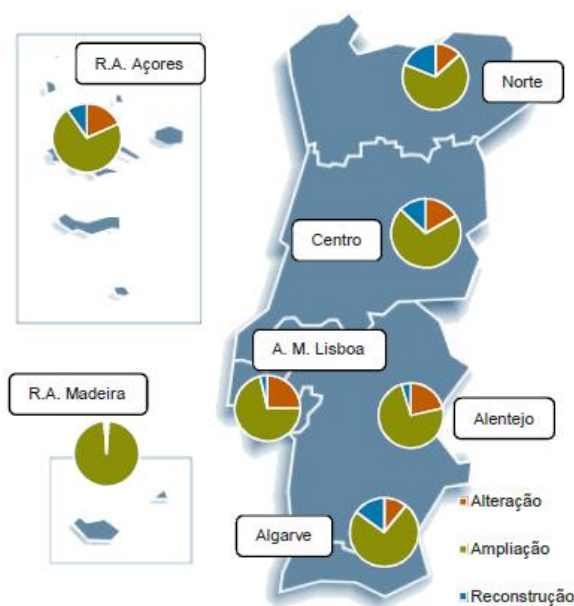 R.A. Açores
Norte
Centro
A. M. Lisboa
R.A. Madeira
Alentejo
Algarve
Alteração
Ampliação
Reconstrução